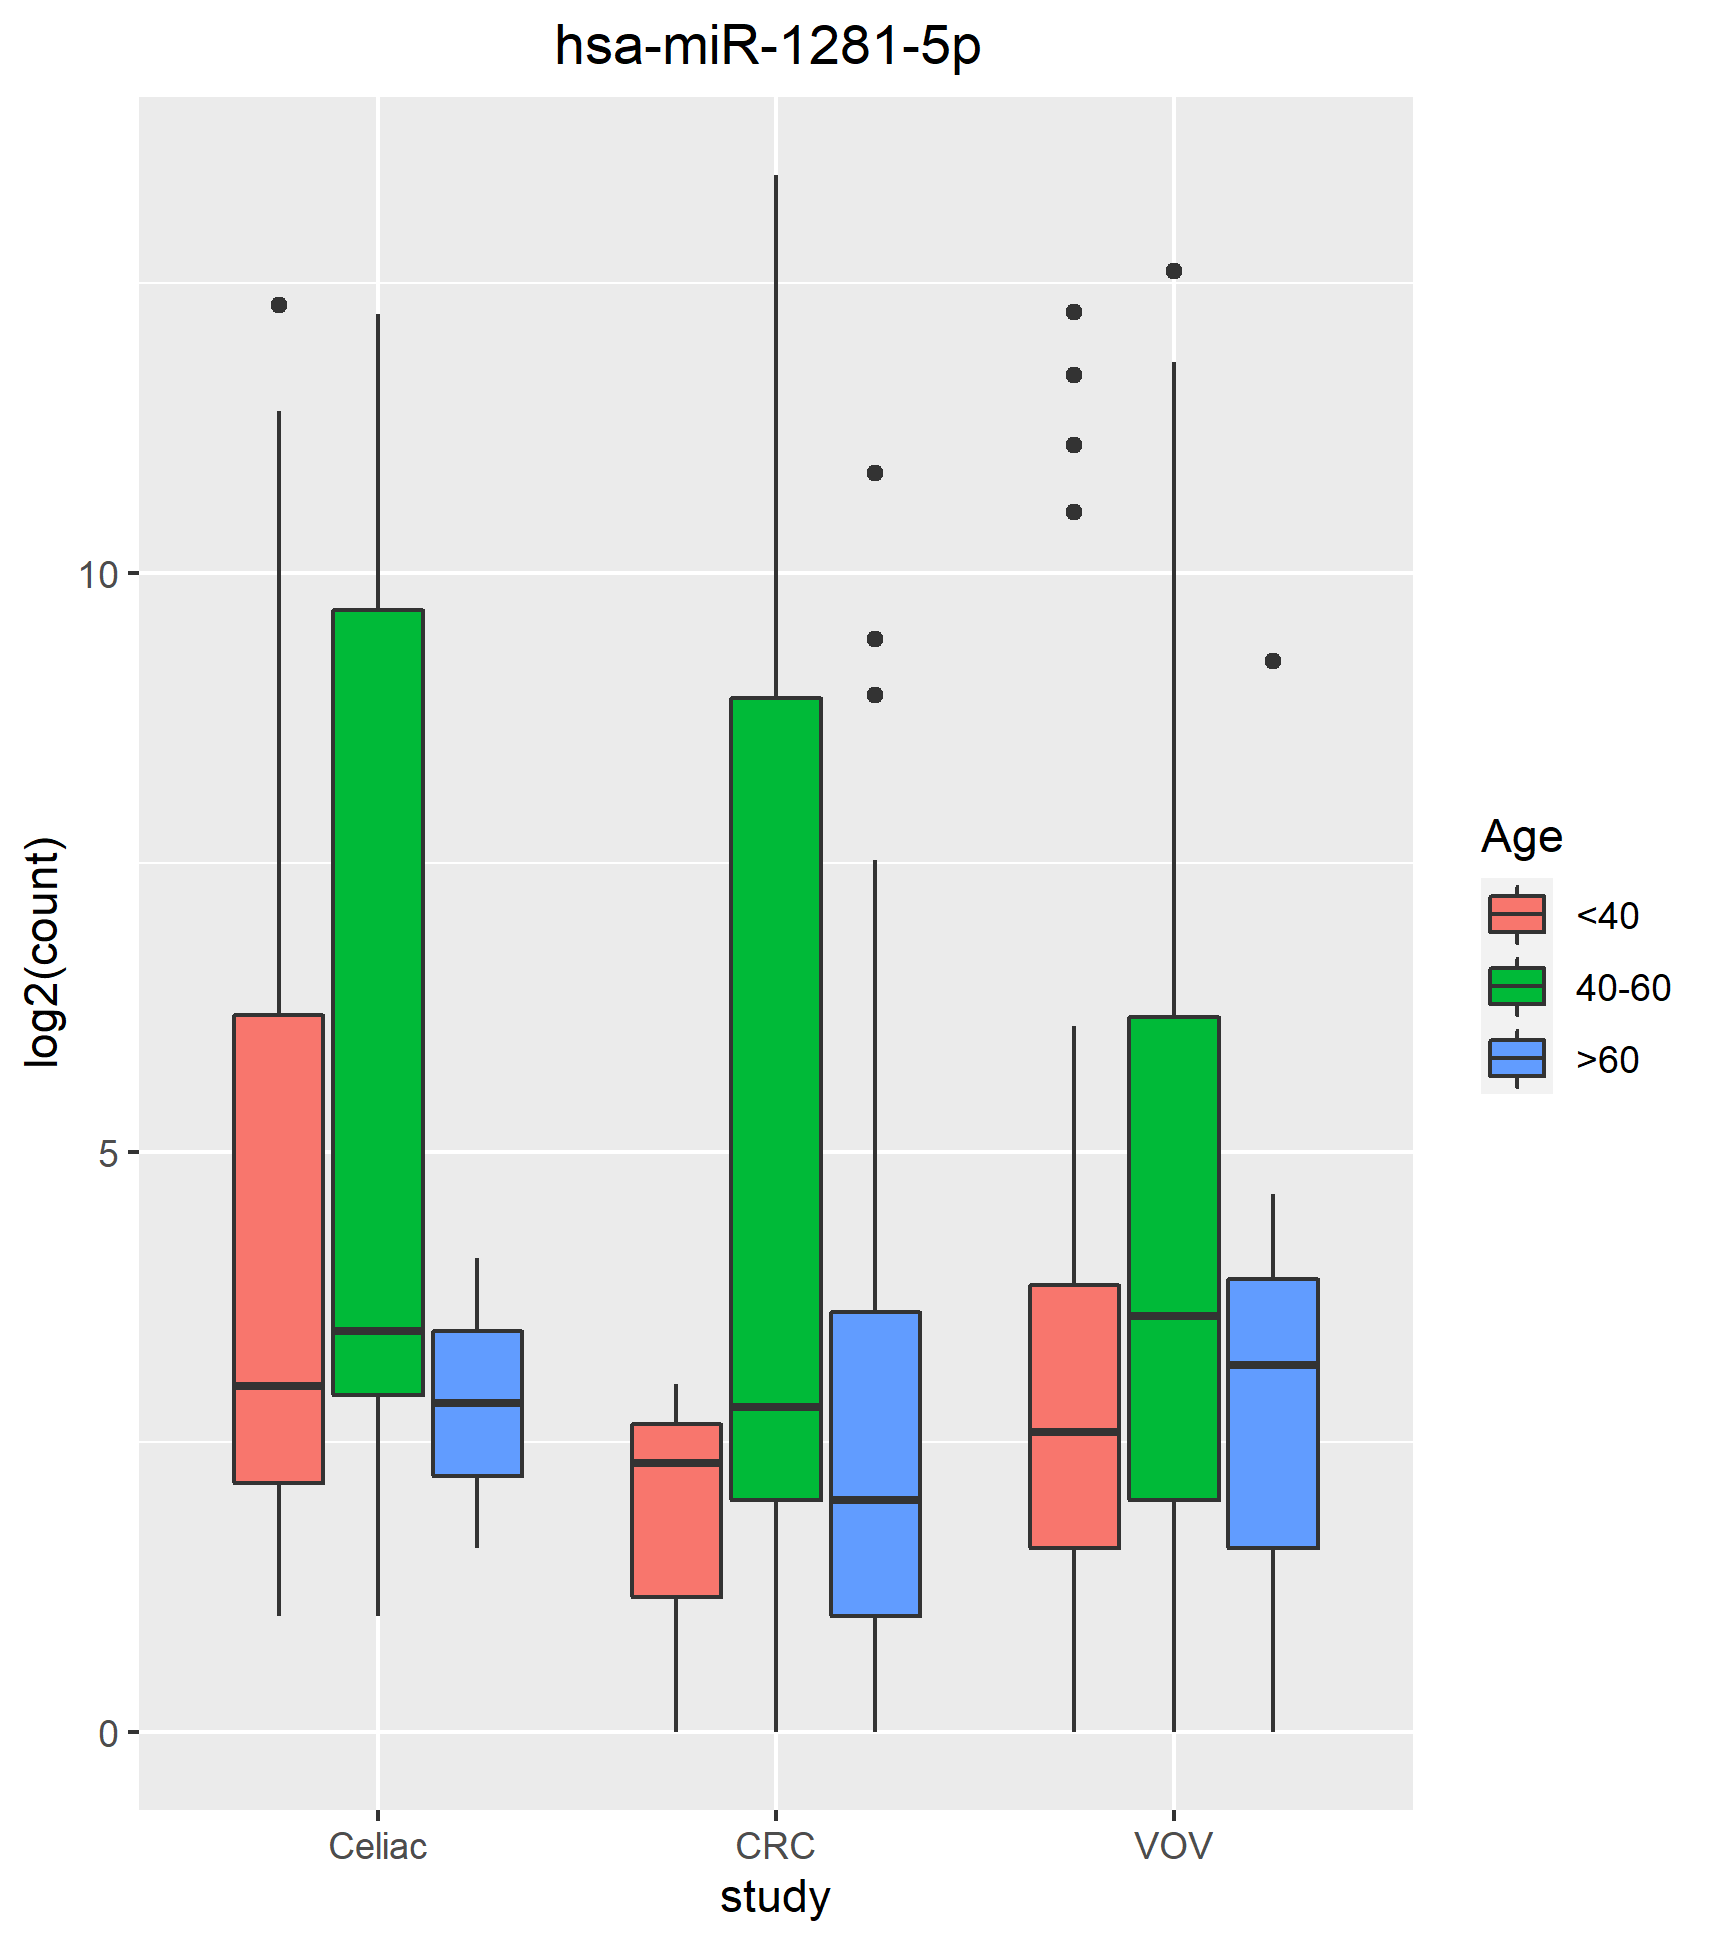 hsa-miR-1281-5p
log2(count)
10
5
0
Celiac
CRC
VOV
study
Age
<40
40-60
>60